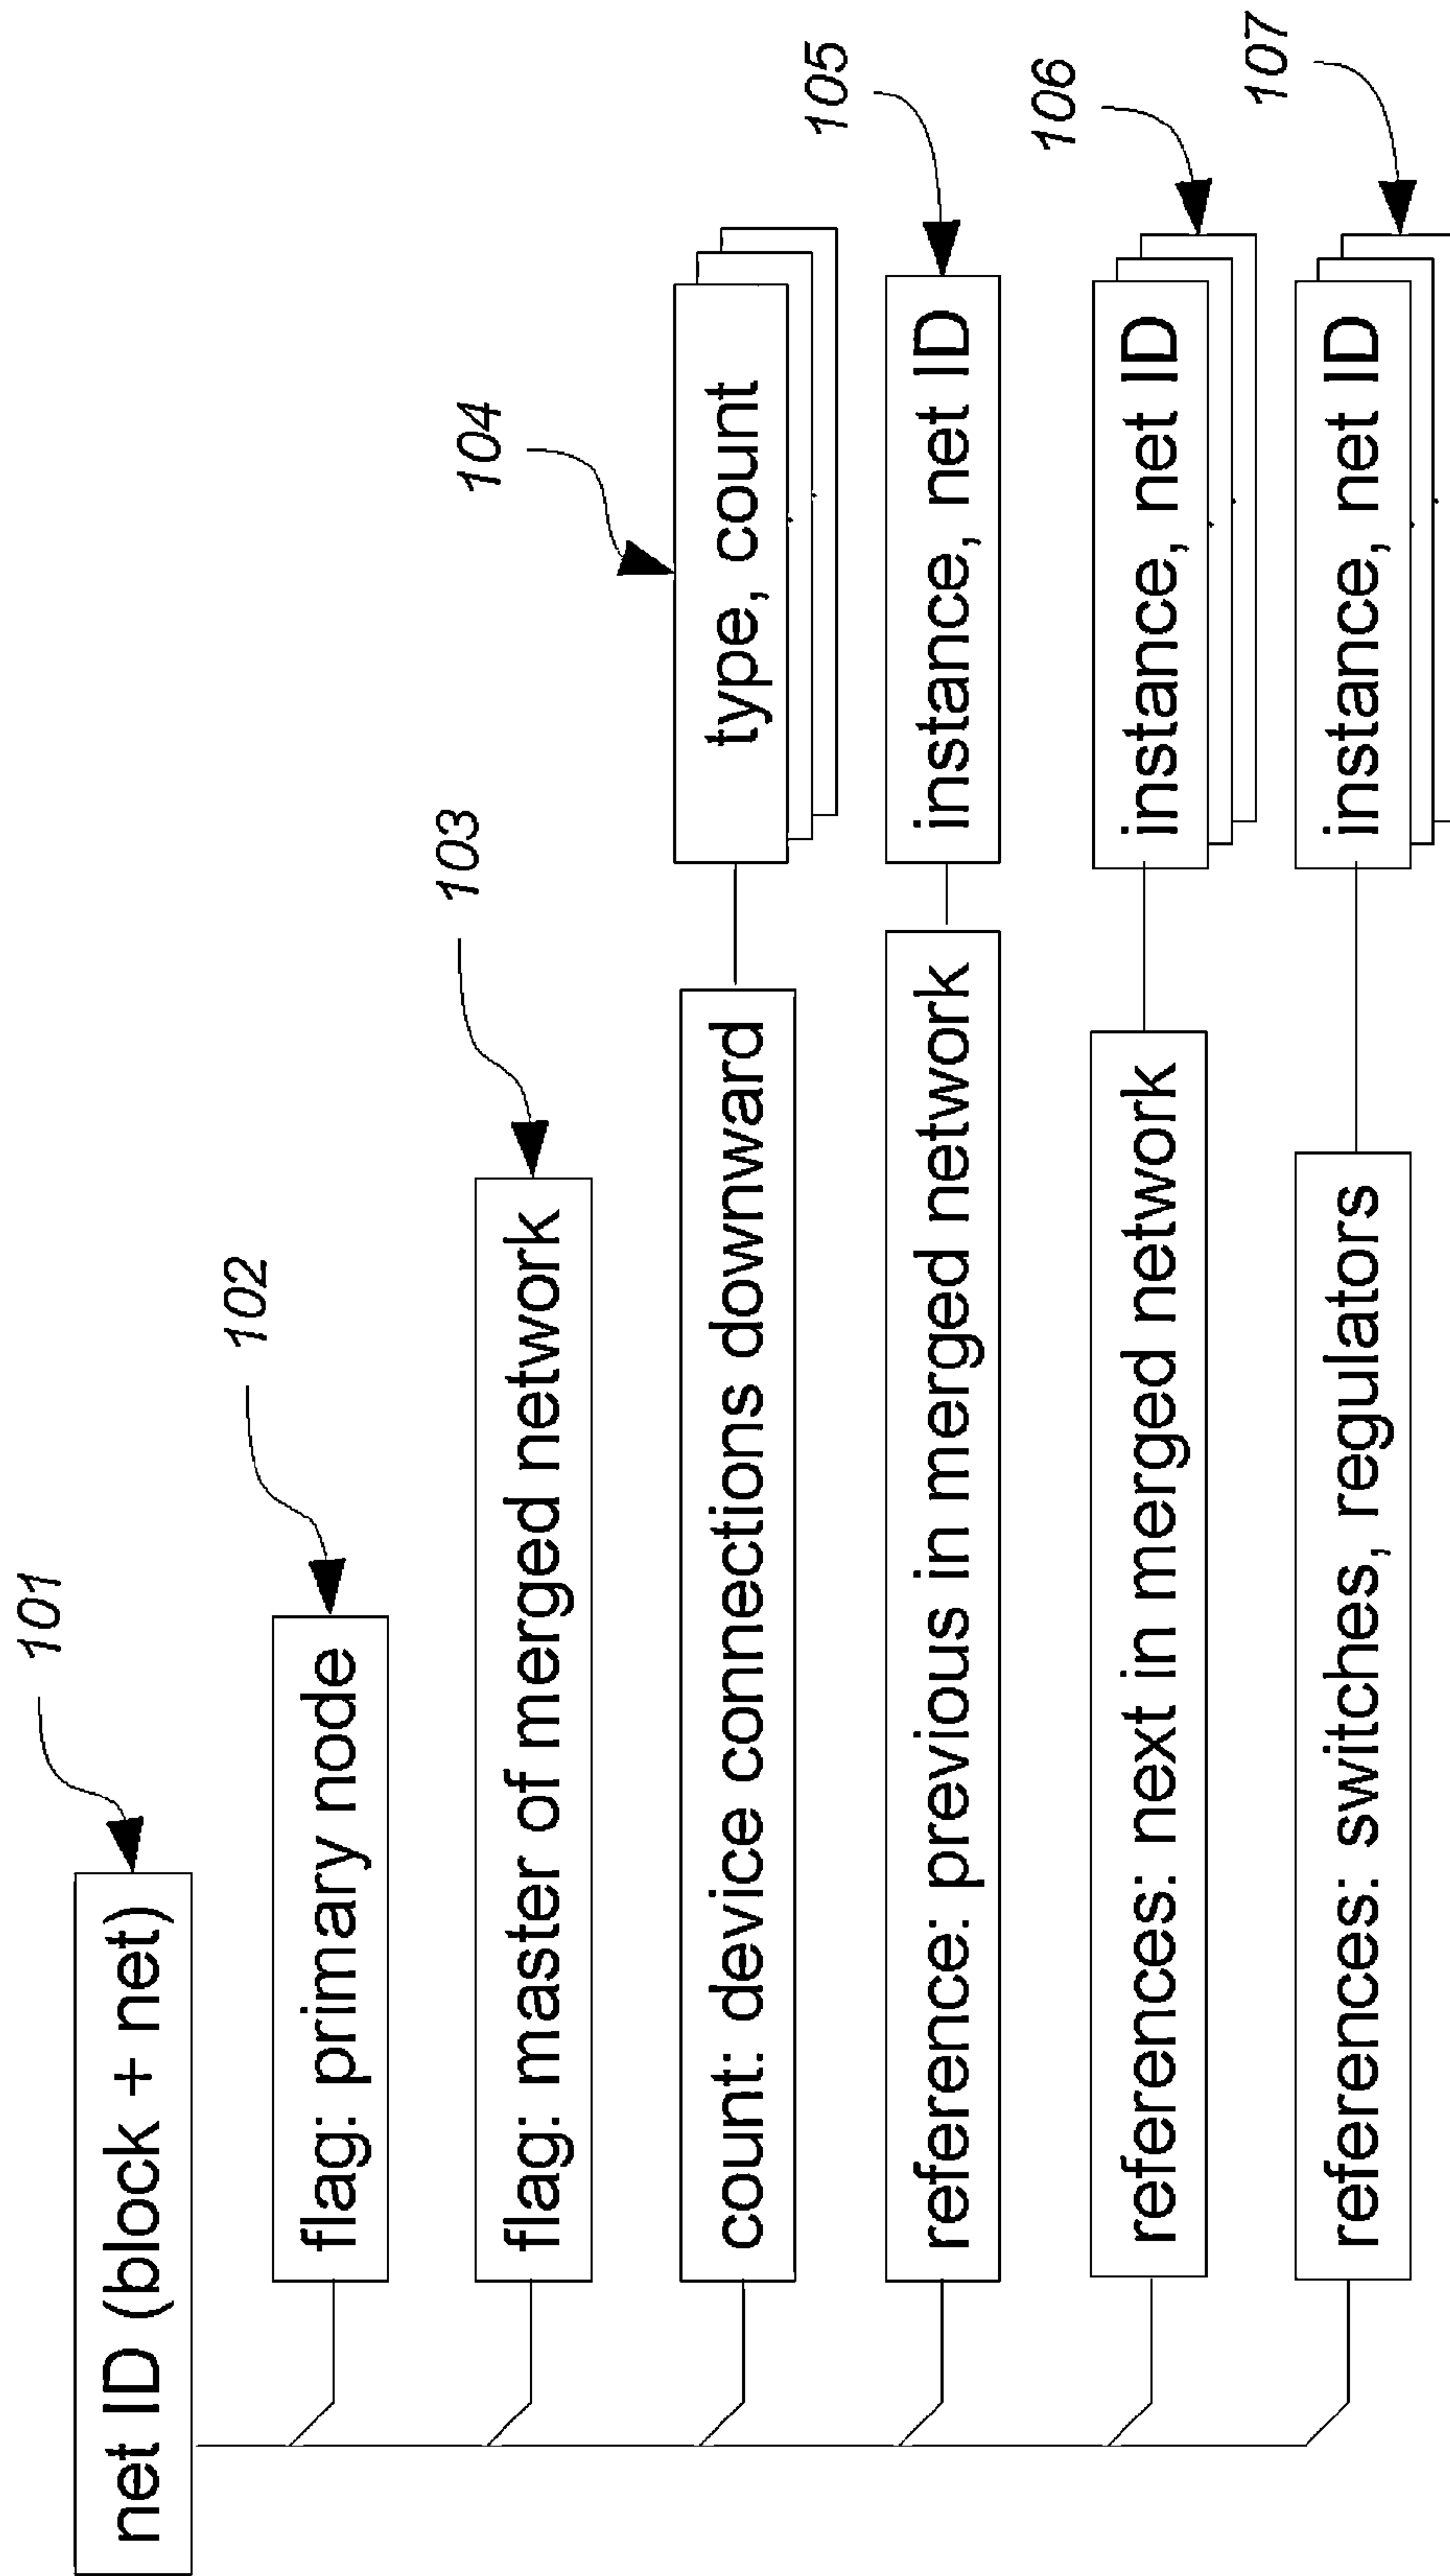 101
net ID (block + net)
102
flag: primary node
103
flag: master of merged network
104
count: device connections downward
type, count
105
reference: previous in merged network
instance, net ID
106
references: next in merged network
instance, net ID
107
references: switches, regulators
instance, net ID